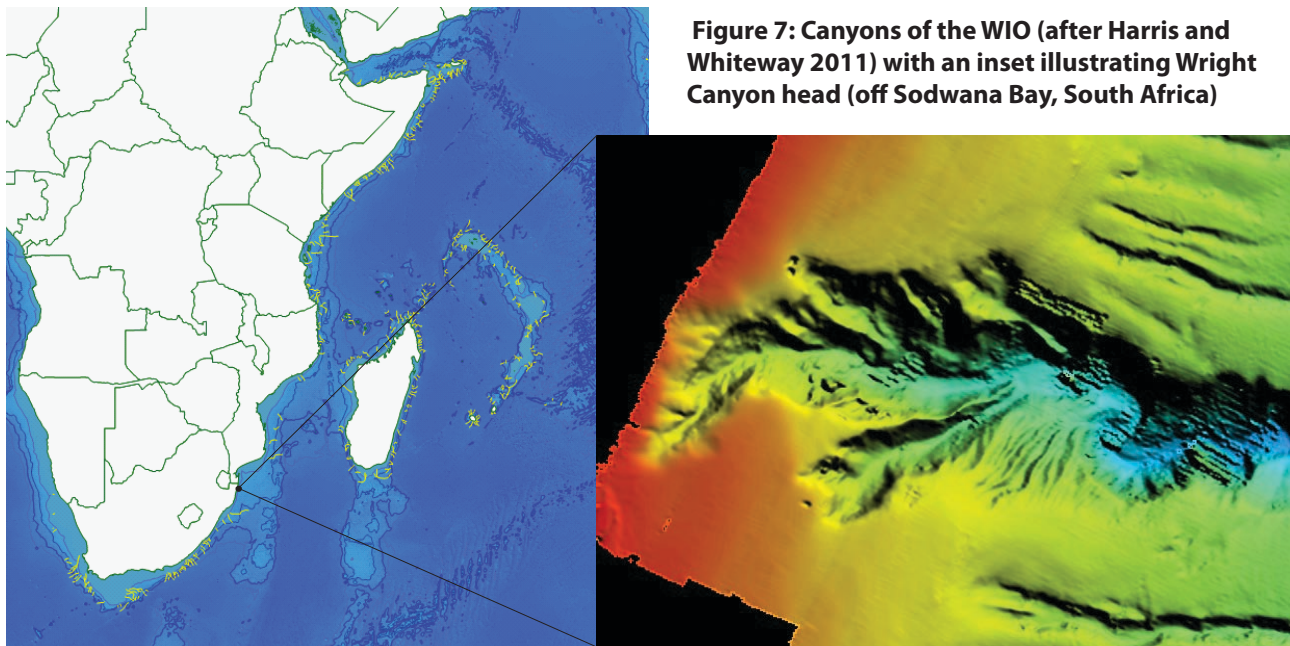 Figure 7: Canyons of the WIO (after Harris and
Whiteway 2011) with an inset illustrating Wright
Canyon head (off Sodwana Bay, South Africa)